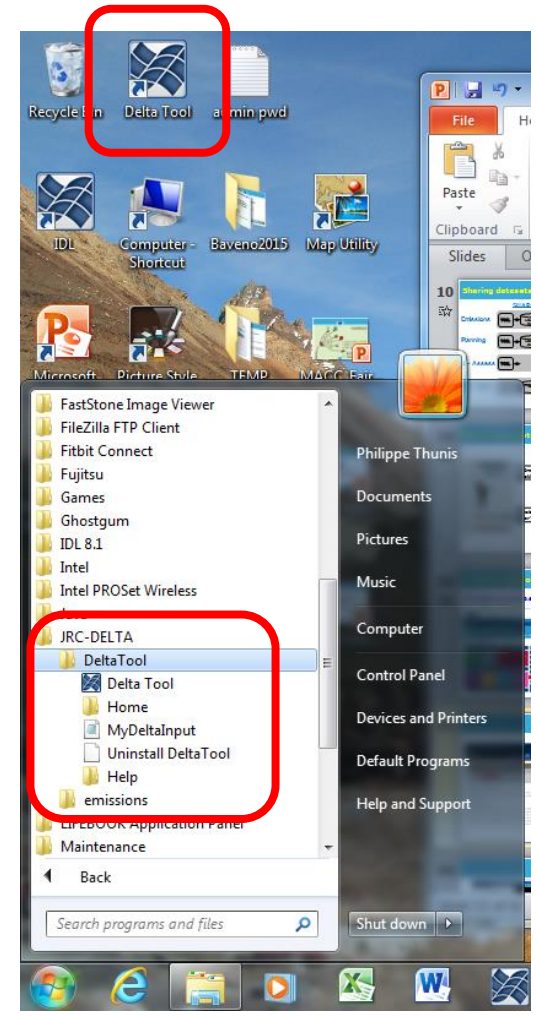 Recycle Bin
Delta Tool
admin pwd
File
Paste
Clipboard
IDL
Computer - Shortcut
Baveno2015
Map Utility
Slides
10
Sharing datasets
Microsoft
Picture Style
TEMP
MACC Fair
FastStone Image Viewer
FileZilla FTP Client
Fitbit Connect
Fujitsu
Games
Ghostgum
IDL 8.1
Intel
Intel PROSet Wireless
JRC-DELTA
DeltaTool
Delta Tool
Home
MyDeltaInput
Uninstall DeltaTool
Help
emissions
LIFEBOOK Application Panel
Maintenance
Back
Search programs and files
Philippe Thunis
Documents
Pictures
Music
Computer
Control Panel
Devices and Printers
Default Programs
Help and Support
Shut down